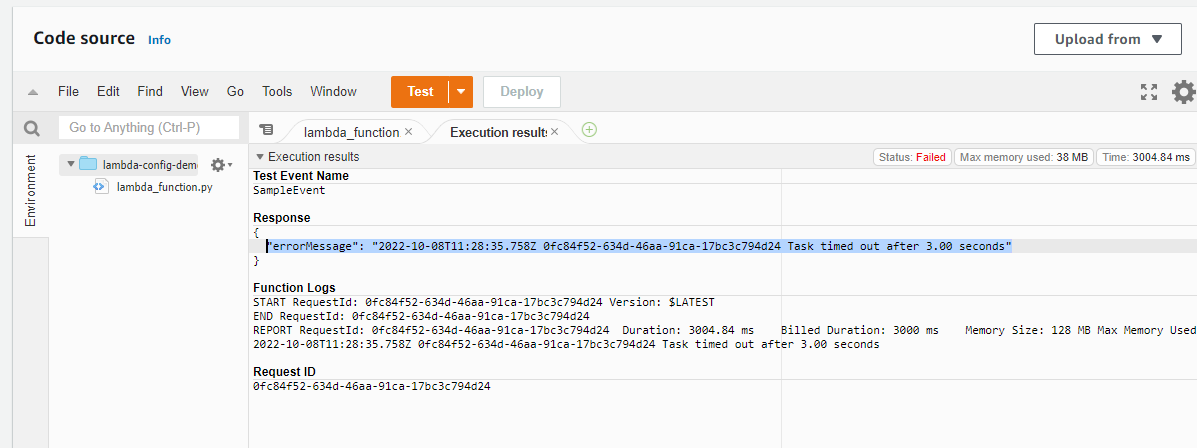 Code source Info
Upload from
File Edit Find View Go Tools Window Test Deploy
Go to Anything (Ctrl-P)
lambda_function
Execution results
Environment
lambda-config-dem
lambda_function.py
Execution results
Status: Failed Max memory used: 38 MB Time: 3004.84 ms
Test Event Name
SampleEvent
Response
{
"errorMessage": "2022-10-08T11:28:35.758Z 0fc84f52-634d-46aa-91ca-17bc3c794d24 Task timed out after 3.00 seconds"
}
Function Logs
START RequestId: 0fc84f52-634d-46aa-91ca-17bc3c794d24 Version: $LATEST
END RequestId: 0fc84f52-634d-46aa-91ca-17bc3c794d24
REPORT RequestId: 0fc84f52-634d-46aa-91ca-17bc3c794d24 Duration: 3004.84 ms Billed Duration: 3000 ms Memory Size: 128 MB Max Memory Used
2022-10-08T11:28:35.758Z 0fc84f52-634d-46aa-91ca-17bc3c794d24 Task timed out after 3.00 seconds
Request ID
0fc84f52-634d-46aa-91ca-17bc3c794d24